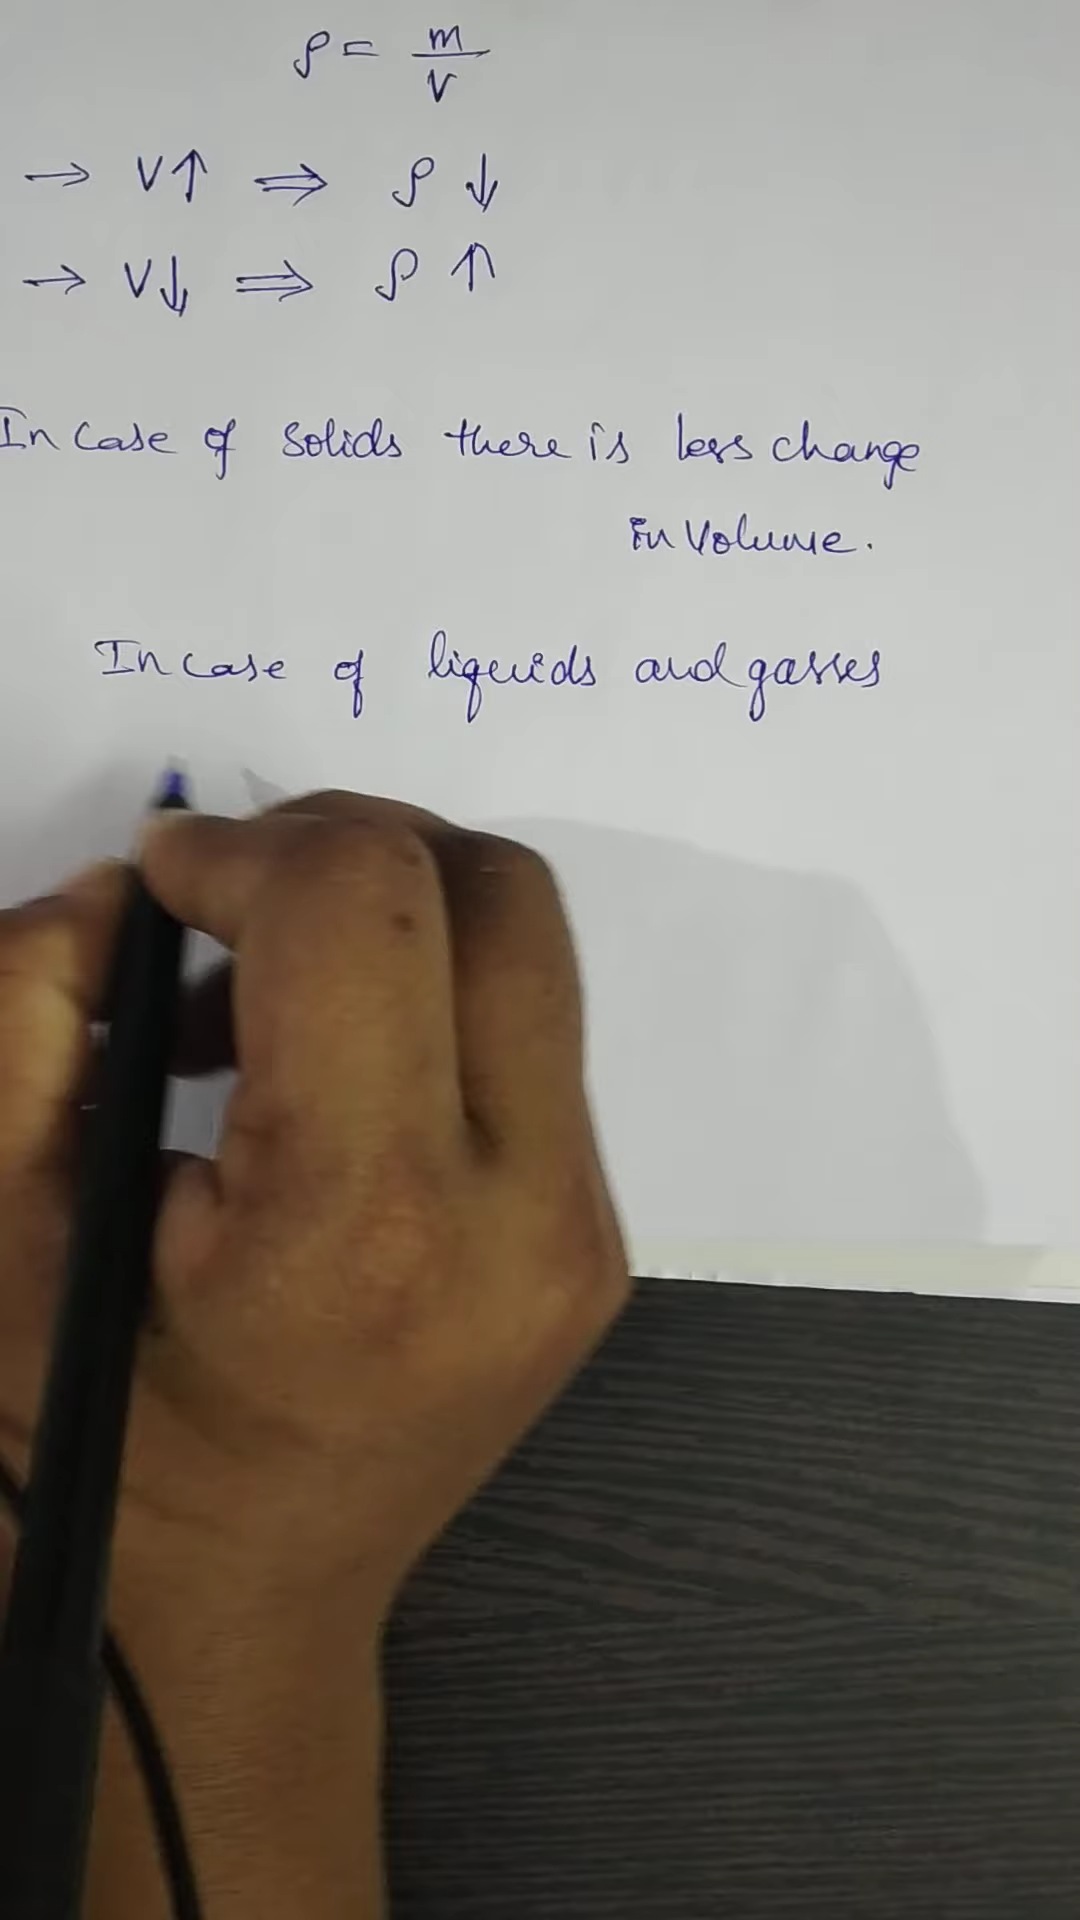 ρ = m/v
→ V↑ ⇒ ρ ↓
→ V↓ ⇒ ρ ↑
In Case of Solids there is less change
in Volume.
In case of liquids and gasses